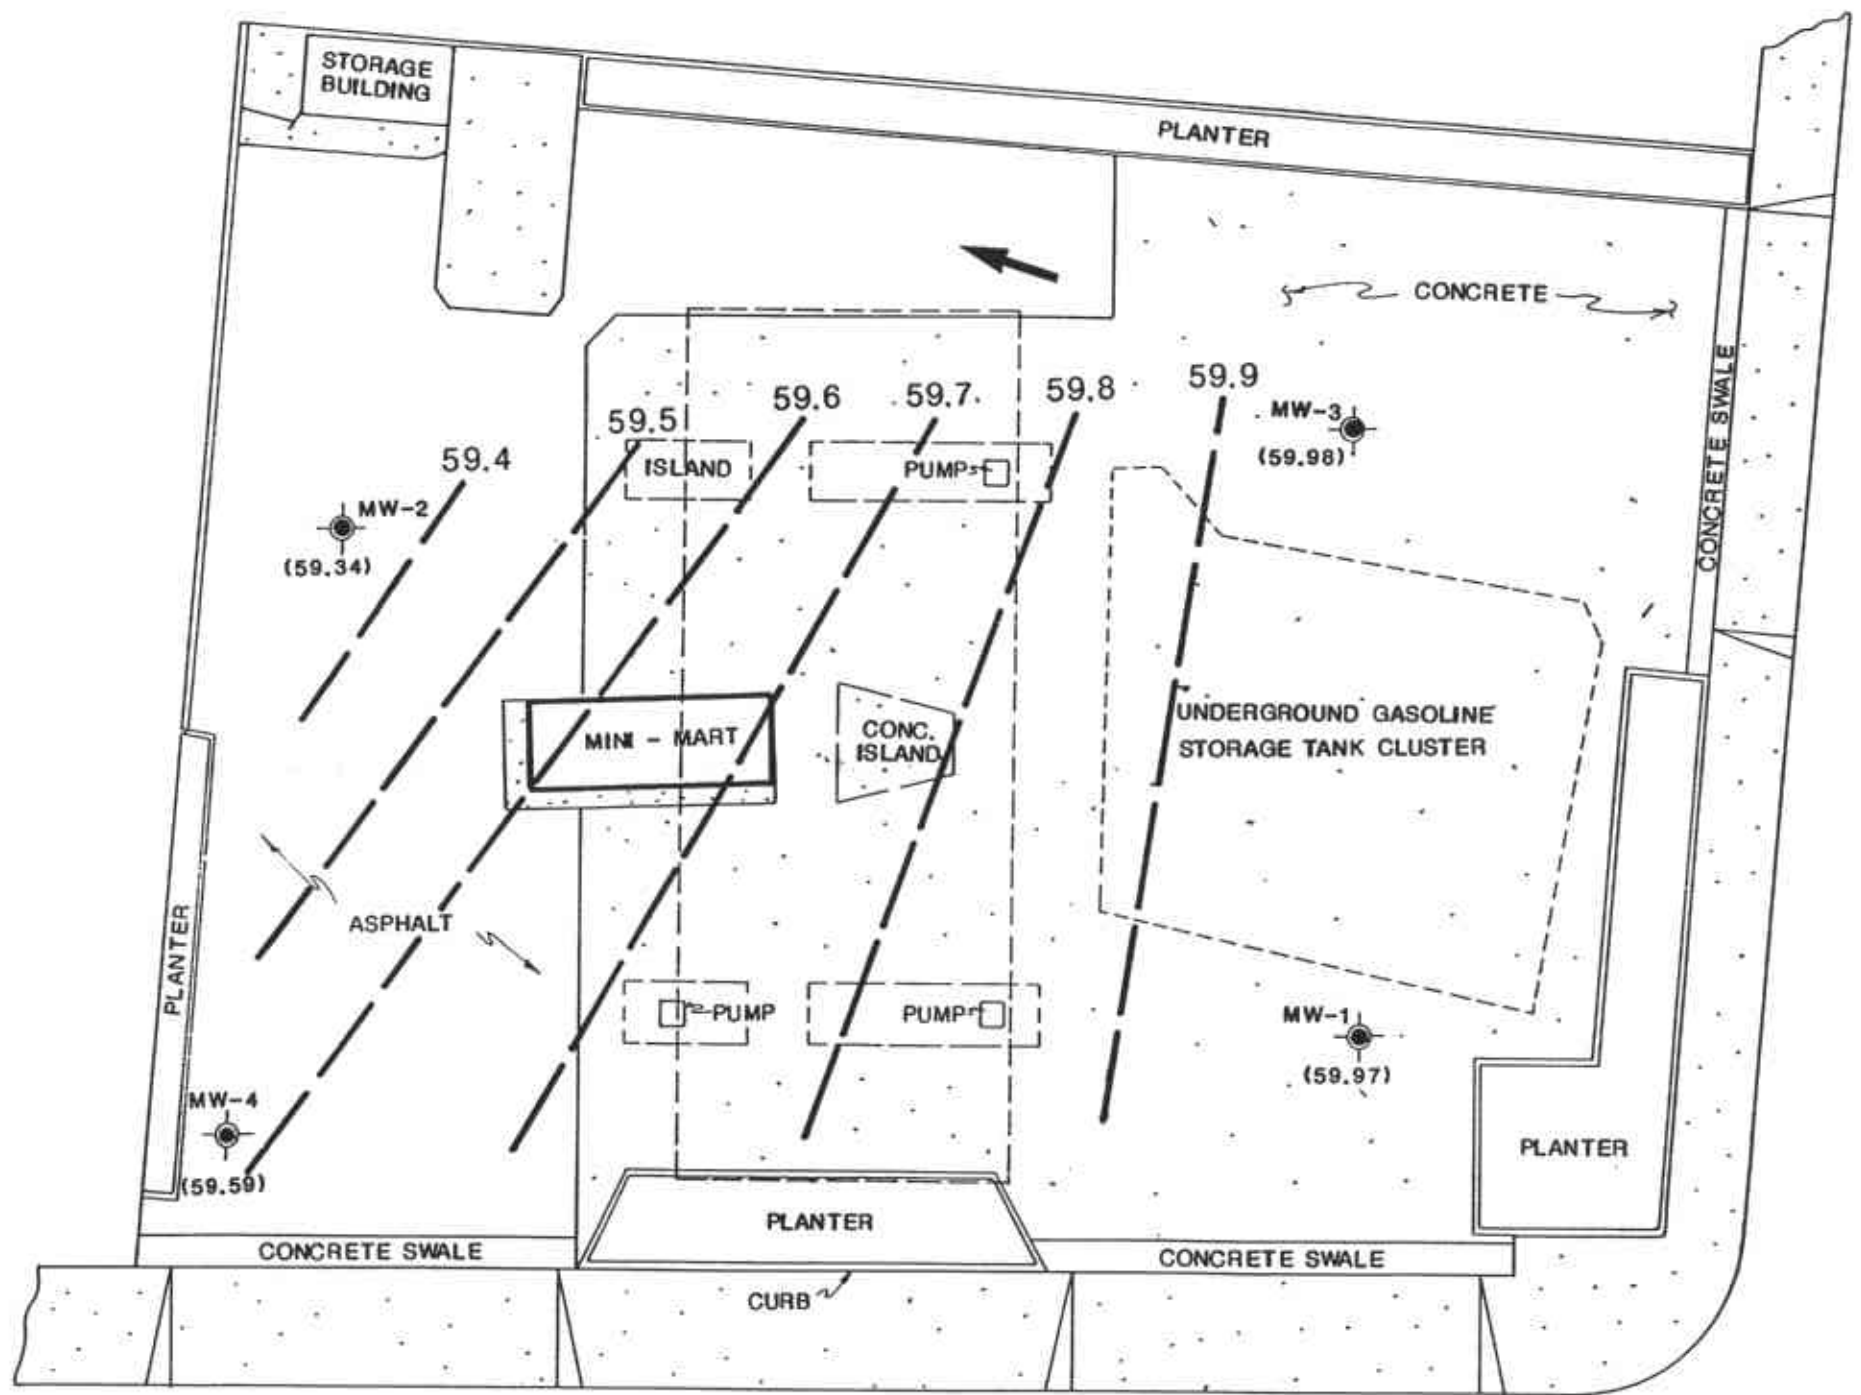 STORAGE
BUILDING
PLANTER
CONCRETE
59.9
59.8
59.7
59.6
59.5
59.4
MW-3
(59.98)
CONCRETE SWALE
ISLAND
PUMP
MW-2
(59.34)
UNDERGROUND GASOLINE
STORAGE TANK CLUSTER
MINI - MART
CONC.
ISLAND
ASPHALT
PLANTER
PUMP
PUMP
MW-1
(59.97)
MW-4
(59.59)
PLANTER
PLANTER
CONCRETE SWALE
CONCRETE SWALE
CURB